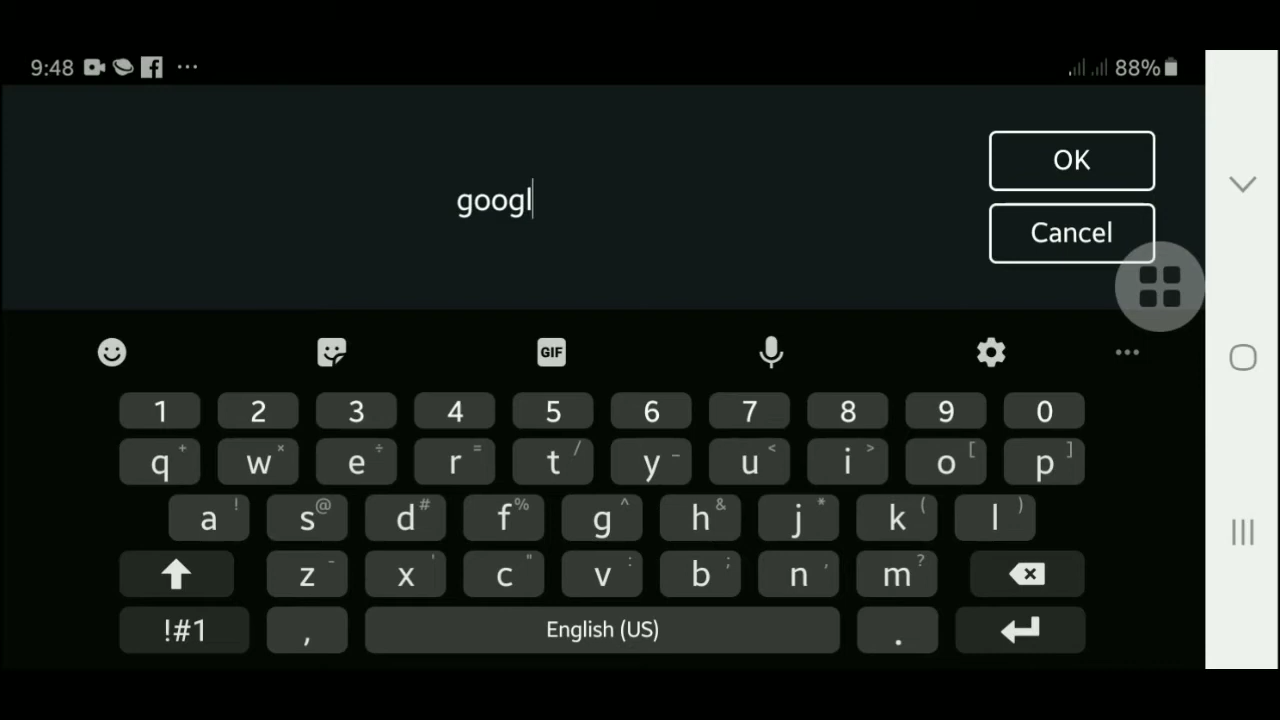 9:48 88%
googl
OK
Cancel
GIF
1 2 3 4 5 6 7 8 9 0
q + w × e ÷ r = t / y _ u < i > o [ p ]
a ! s @ d # f % g ^ h & j * k ( l )
z - x ' c " v : b ; n , m ?
!#1 , English (US) .